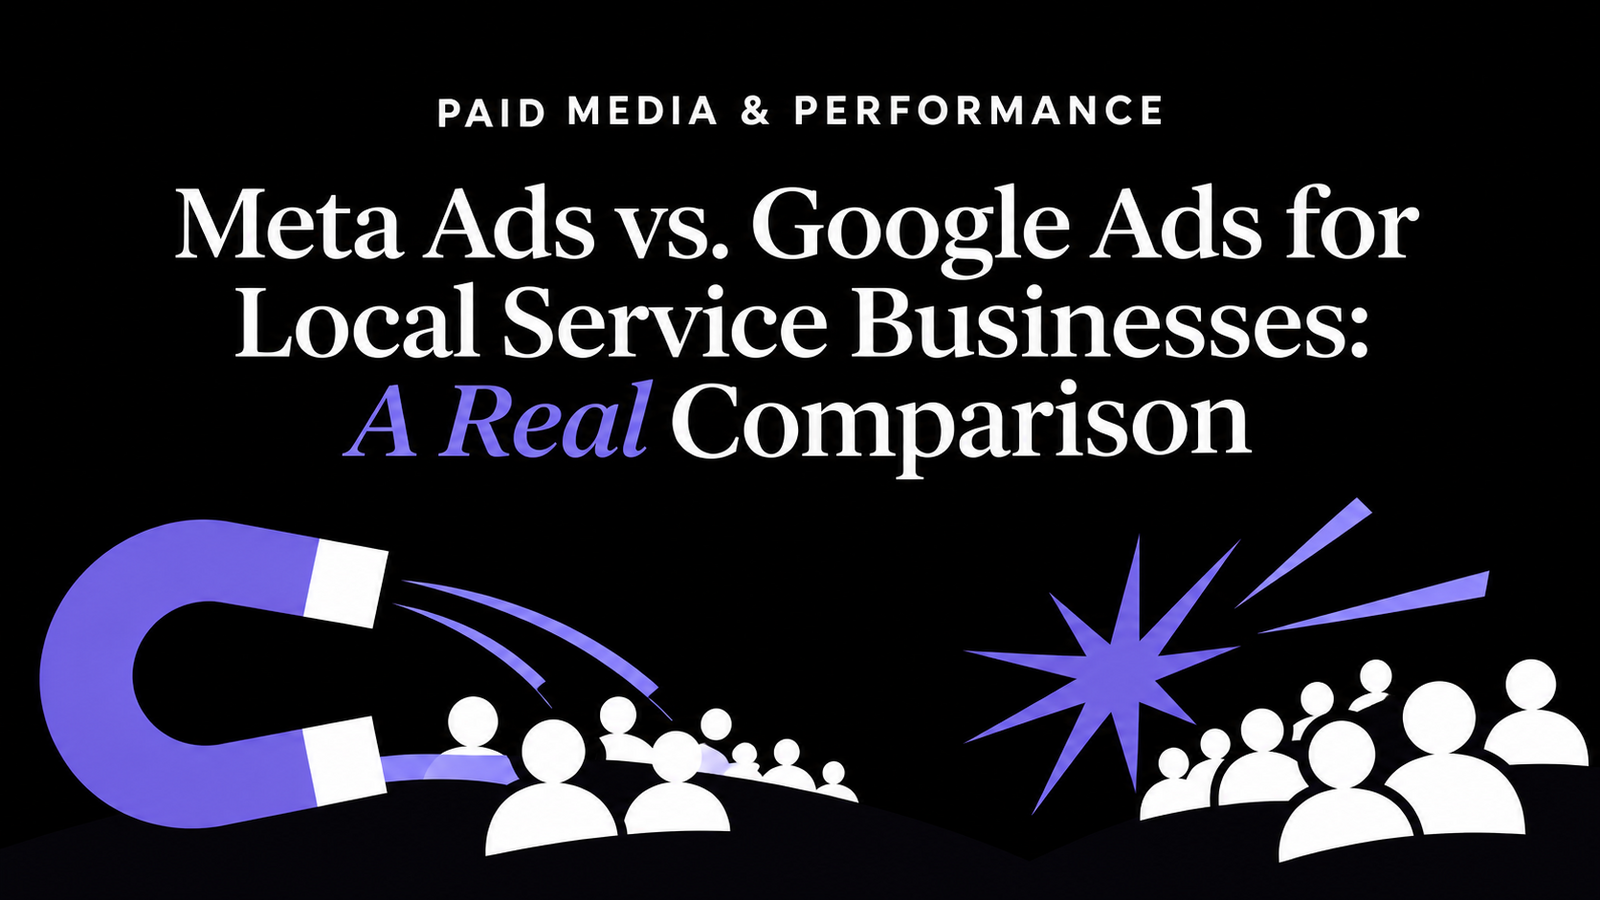 PAID MEDIA & PERFORMANCE
Meta Ads vs. Google Ads for
Local Service Businesses:
A Real Comparison